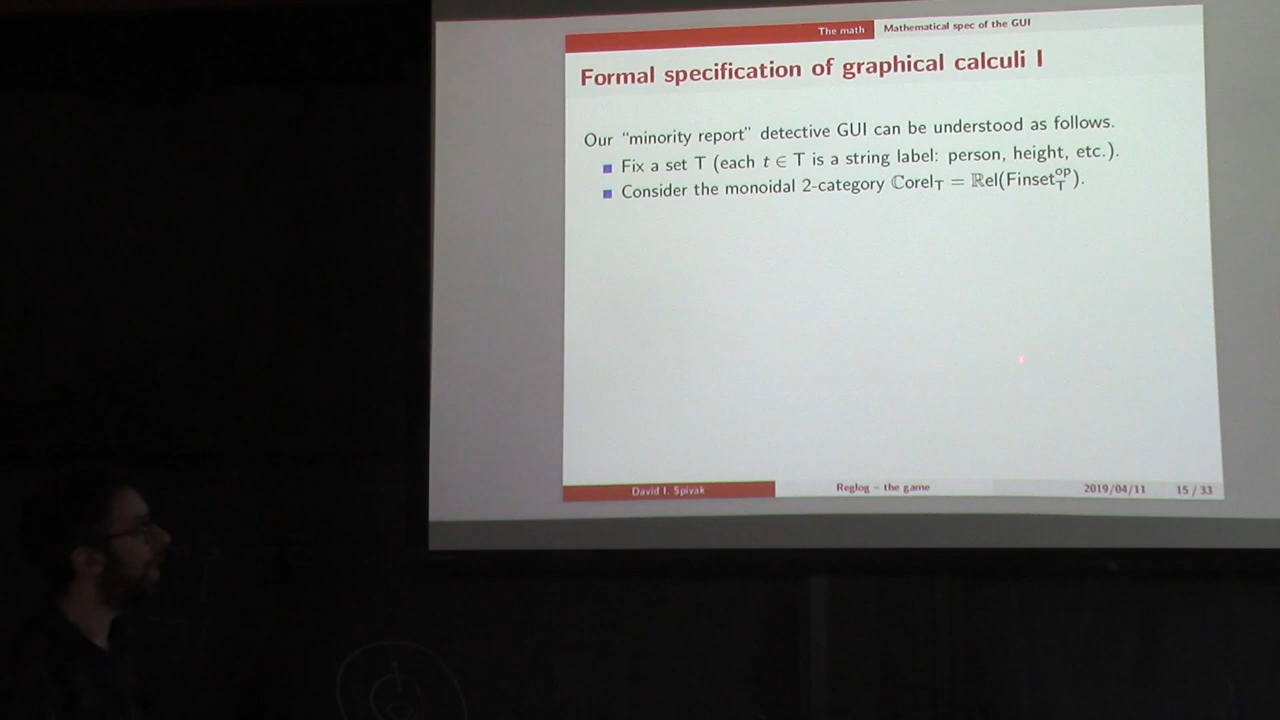 The math
Mathematical spec of the GUI
Formal specification of graphical calculi I
Our “minority report” detective GUI can be understood as follows.
Fix a set T (each t ∈ T is a string label: person, height, etc.).
Consider the monoidal 2-category ℂorel_T = ℝel(Finset_T^op).
David I. Spivak
Reglog – the game
2019/04/11
15 / 33